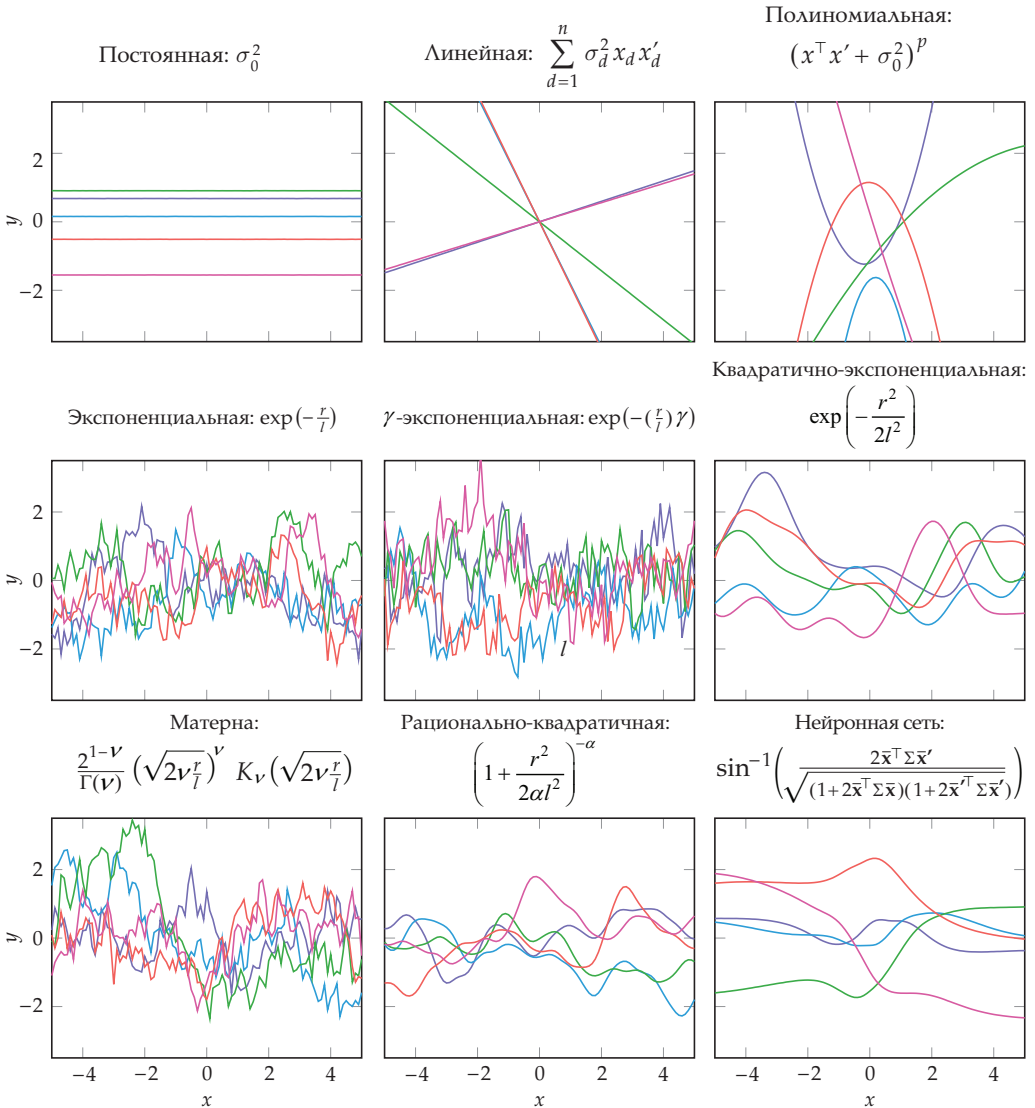 Постоянная: σ₀²
Линейная: ∑_{d=1}^{n} σ_d² x_d x′_d
Полиномиальная:
(x⊤x′ + σ₀²)^p
2
0
−2
y
Экспоненциальная: exp(−r/l)
γ-экспоненциальная: exp(−(r/l)γ)
Квадратично-экспоненциальная:
exp(−r²/2l²)
2
0
−2
y
l
Матерна:
2^{1−ν}/Γ(ν) (√2ν r/l)^ν K_ν(√2ν r/l)
Рационально-квадратичная:
(1 + r²/2αl²)^{−α}
Нейронная сеть:
sin⁻¹(2x̄⊤Σx̄′/√(1+2x̄⊤Σx̄)(1+2x̄′⊤Σx̄′))
2
0
−2
y
−4 −2 0 2 4
x
−4 −2 0 2 4
x
−4 −2 0 2 4
x